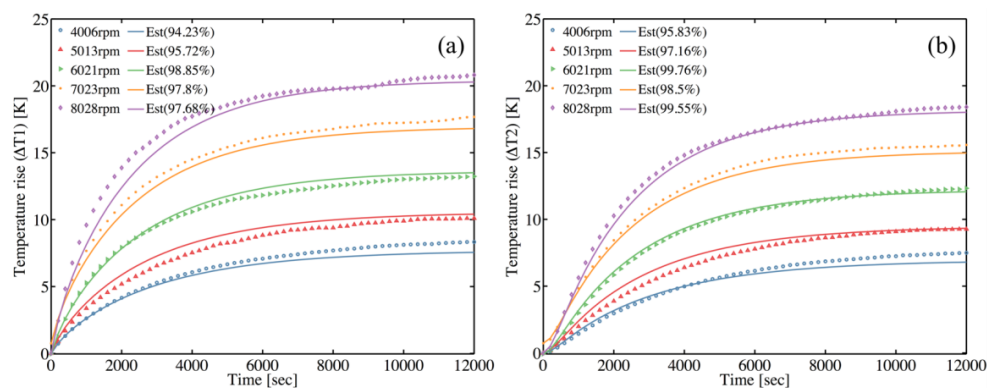 25
20
15
10
5
0
Temperature rise (ΔT1) [K]
4006rpm Est(94.23%)
5013rpm Est(95.72%)
6021rpm Est(98.85%)
7023rpm Est(97.8%)
8028rpm Est(97.68%)
(a)
0 2000 4000 6000 8000 10000 12000
Time [sec]
25
20
15
10
5
0
Temperature rise (ΔT2) [K]
4006rpm Est(95.83%)
5013rpm Est(97.16%)
6021rpm Est(99.76%)
7023rpm Est(98.5%)
8028rpm Est(99.55%)
(b)
0 2000 4000 6000 8000 10000 12000
Time [sec]